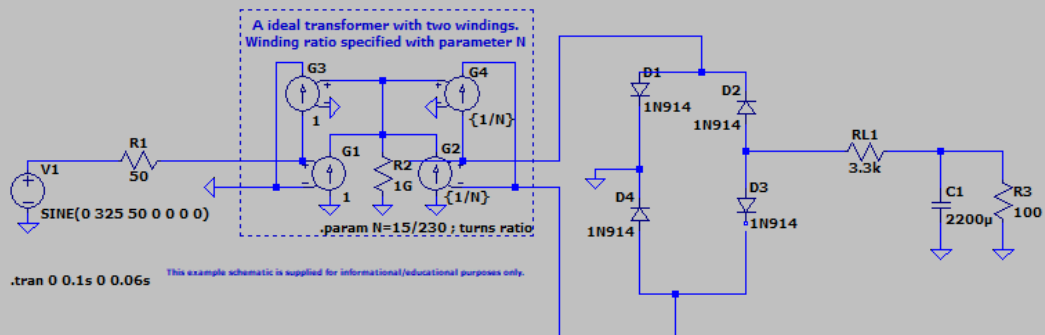 A ideal transformer with two windings.
Winding ratio specified with parameter N
G3
G4
D1
D2
1N914
1N914
1
{1/N}
R1
50
G1
R2
G2
RL1
3.3k
V1
1G
D4
D3
C1
R3
SINE(0 325 50 0 0 0 0)
1
{1/N}
1N914
1N914
2200µ
100
.param N=15/230 ; turns ratio
.tran 0 0.1s 0 0.06s
This example schematic is supplied for informational/educational purposes only.